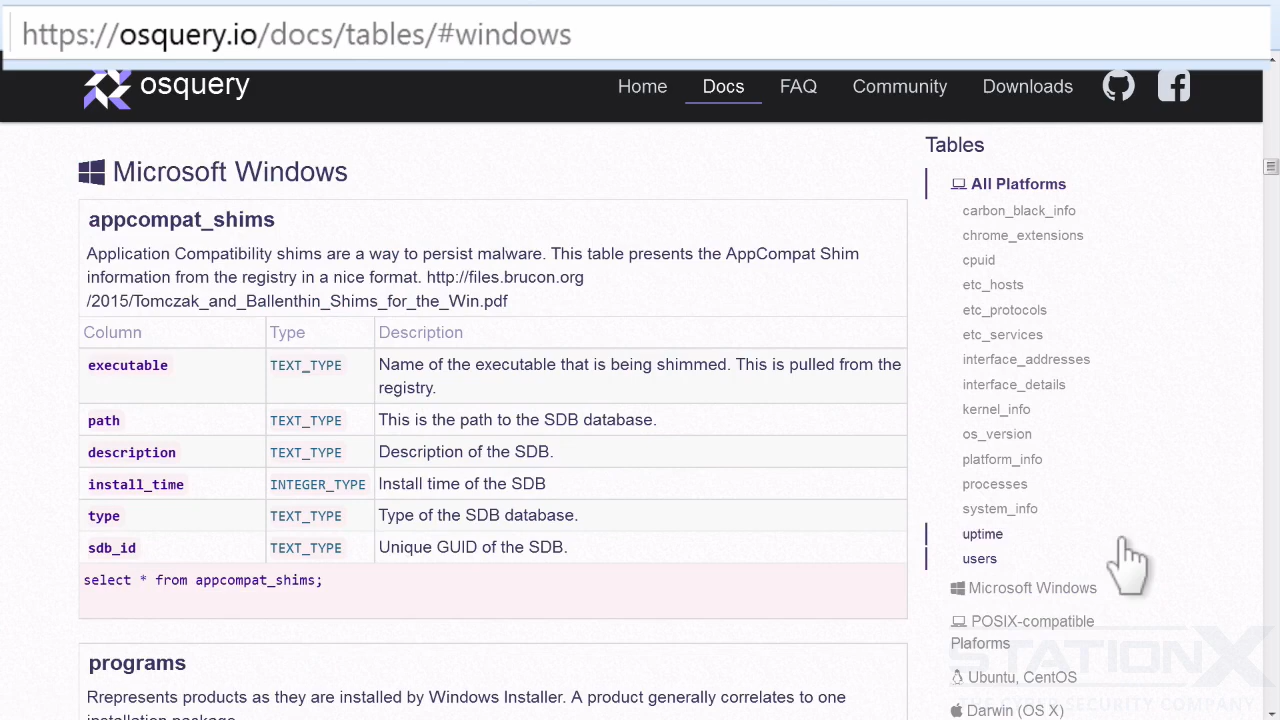 https://osquery.io/docs/tables/#windows
osquery
Home
Docs
FAQ
Community
Downloads
Microsoft Windows
appcompat_shims
Application Compatibility shims are a way to persist malware. This table presents the AppCompat Shim
information from the registry in a nice format. http://files.brucon.org
/2015/Tomczak_and_Ballenthin_Shims_for_the_Win.pdf
Column Type Description
executable TEXT_TYPE Name of the executable that is being shimmed. This is pulled from the
registry.
path TEXT_TYPE This is the path to the SDB database.
description TEXT_TYPE Description of the SDB.
install_time INTEGER_TYPE Install time of the SDB
type TEXT_TYPE Type of the SDB database.
sdb_id TEXT_TYPE Unique GUID of the SDB.
select * from appcompat_shims;
programs
Rrepresents products as they are installed by Windows Installer. A product generally correlates to one
installation package
Tables
All Platforms
carbon_black_info
chrome_extensions
cpuid
etc_hosts
etc_protocols
etc_services
interface_addresses
interface_details
kernel_info
os_version
platform_info
processes
system_info
uptime
users
Microsoft Windows
POSIX-compatible
Plaforms
Ubuntu, CentOS
Darwin (OS X)
STATIONX
THE CYBER SECURITY COMPANY